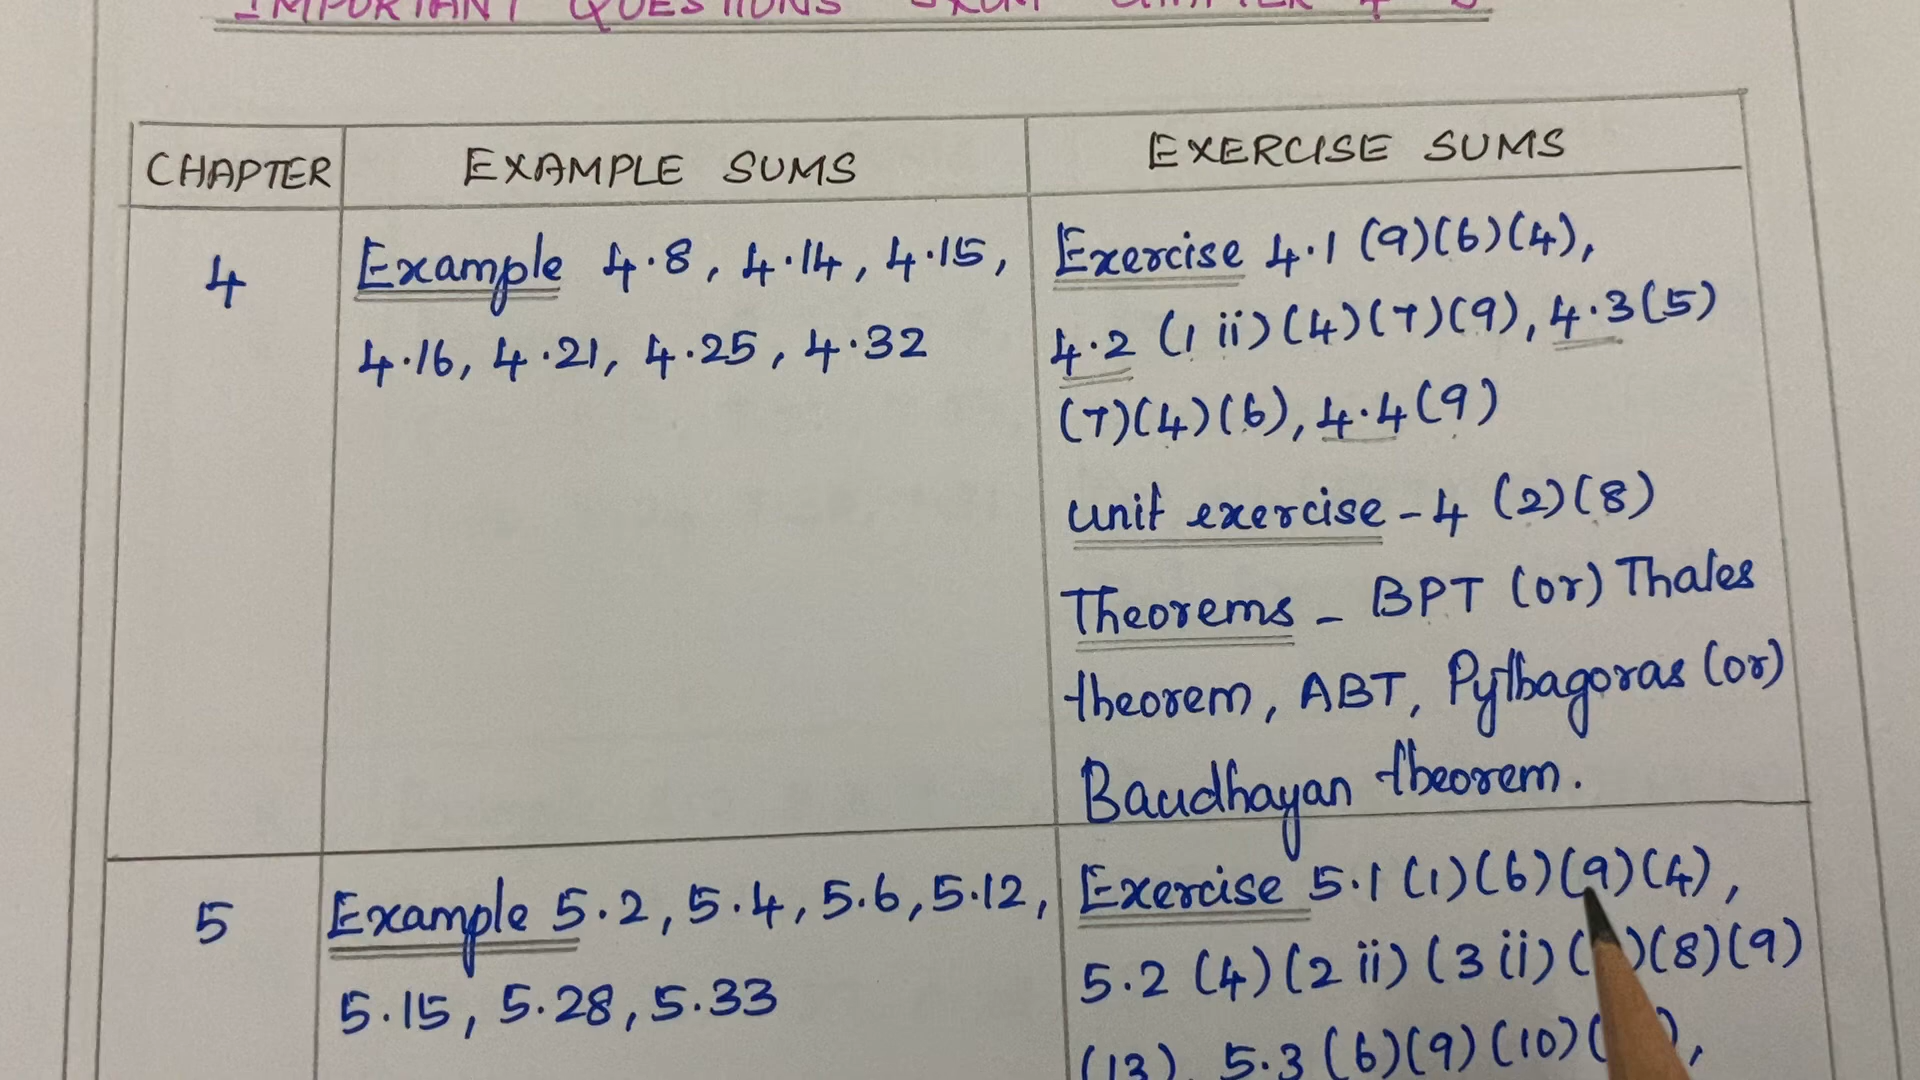 IMPORTANT QUESTIONS FROM CHAPTER 4
CHAPTER
EXAMPLE SUMS
EXERCISE SUMS
4
Example 4.8, 4.14, 4.15,
4.16, 4.21, 4.25, 4.32
Exercise 4.1 (9)(6)(4),
4.2 (1 ii)(4)(7)(9), 4.3(5)
(7)(4)(6), 4.4(9)
unit exercise - 4 (2)(8)
Theorems - BPT (or) Thales
theorem, ABT, Pythagoras (or)
Baudhayan theorem.
5
Example 5.2, 5.4, 5.6, 5.12,
5.15, 5.28, 5.33
Exercise 5.1 (1)(6)(9)(4),
5.2 (4)(2 ii)(3 ii) (8)(9)
(13), 5.3 (6)(9)(10)